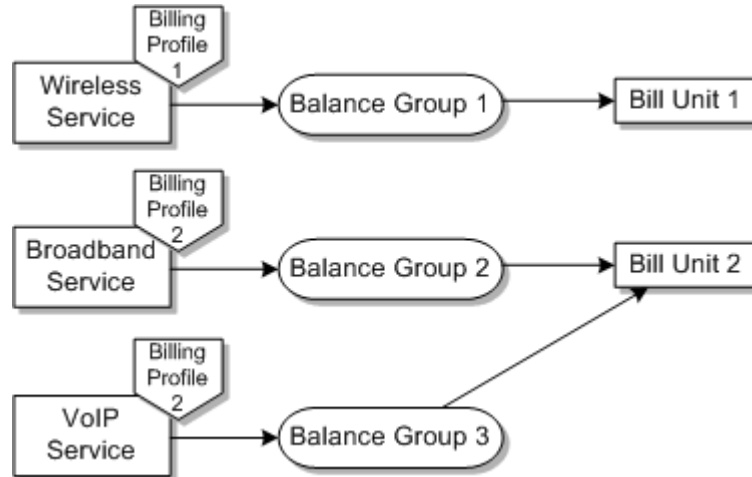 Billing
Profile
1
Wireless
Service
Balance Group 1
Bill Unit 1
Billing
Profile
2
Broadband
Service
Balance Group 2
Bill Unit 2
Billing
Profile
2
VoIP
Service
Balance Group 3